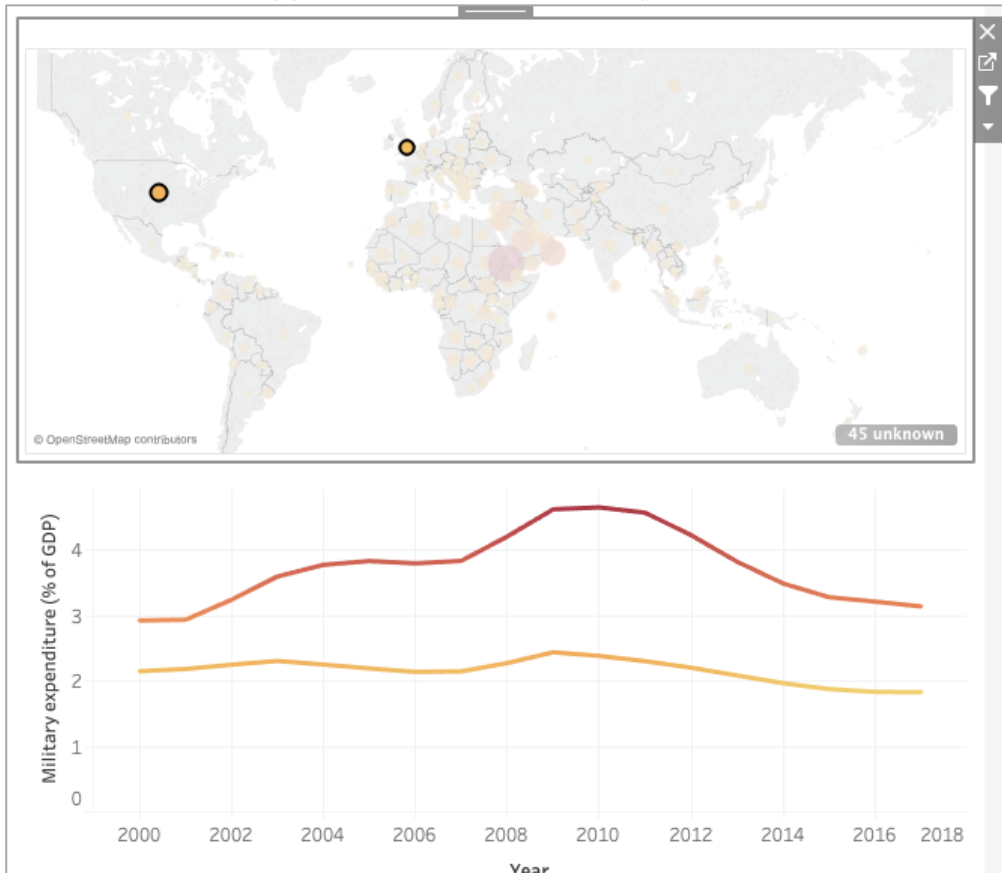 © OpenStreetMap contributors
45 unknown
Military expenditure (% of GDP)
4
3
2
1
0
2000 2002 2004 2006 2008 2010 2012 2014 2016 2018
Year